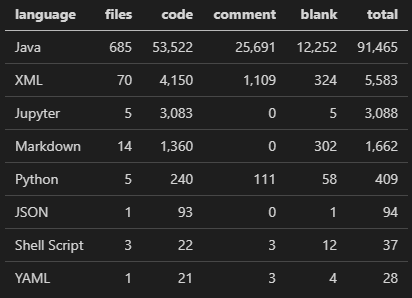 language files code comment blank total
Java 685 53,522 25,691 12,252 91,465
XML 70 4,150 1,109 324 5,583
Jupyter 5 3,083 0 5 3,088
Markdown 14 1,360 0 302 1,662
Python 5 240 111 58 409
JSON 1 93 0 1 94
Shell Script 3 22 3 12 37
YAML 1 21 3 4 28